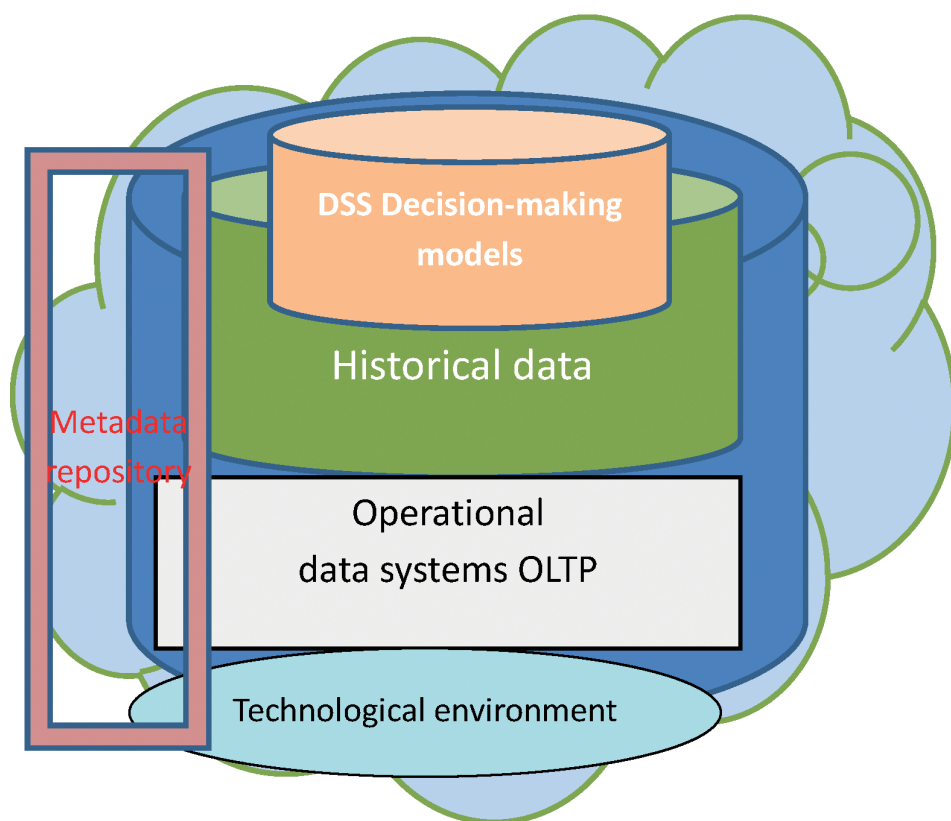 DSS Decision-making
models
Historical data
Metadata
repository
Operational
data systems OLTP
Technological environment